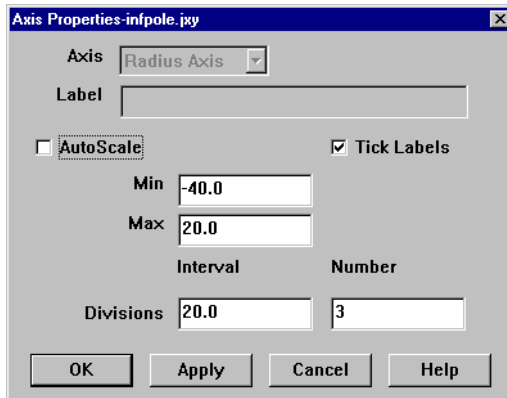 Axis Properties-infpole.jxy
Axis Radius Axis
Label
AutoScale Tick Labels
Min -40.0
Max 20.0
Interval Number
Divisions 20.0 3
OK Apply Cancel Help